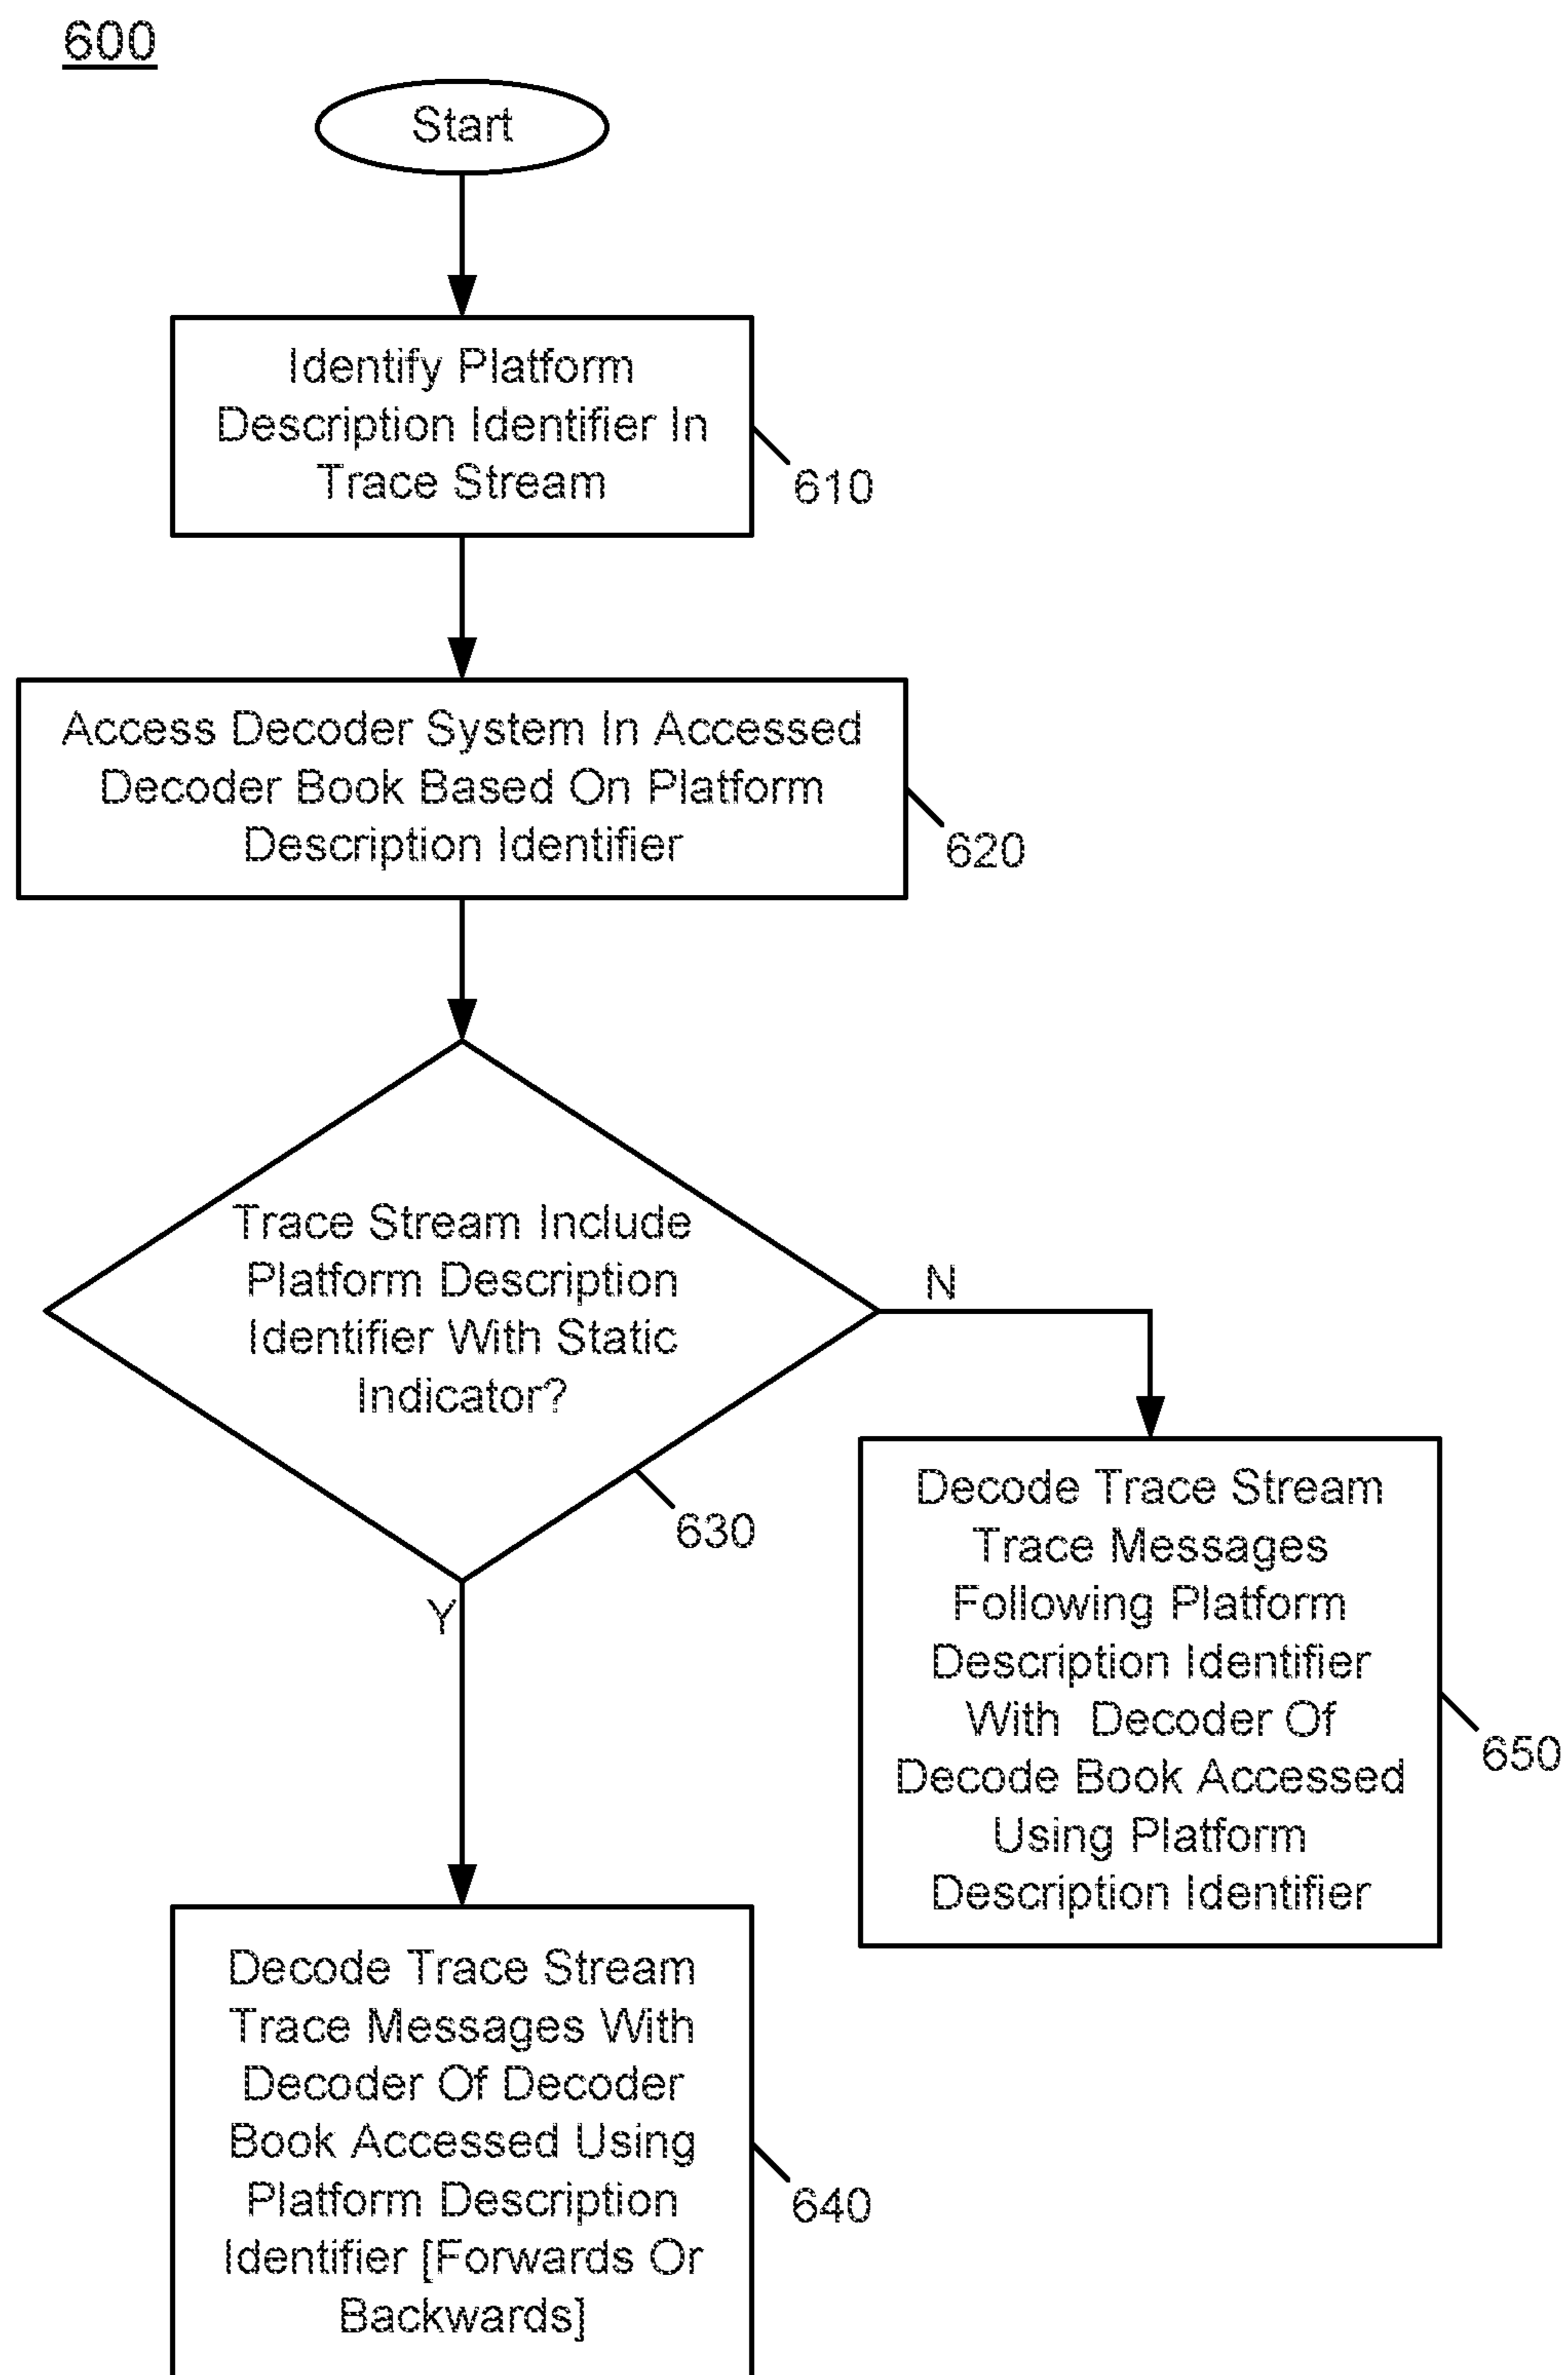 600
Start
Identify Platform
Description Identifier In
Trace Stream
610
Access Decoder System In Accessed
Decoder Book Based On Platform
Description Identifier
620
Trace Stream Include
Platform Description
Identifier With Static
Indicator?
630
N
Y
Decode Trace Stream
Trace Messages
Following Platform
Description Identifier
With Decoder Of
Decode Book Accessed
Using Platform
Description Identifier
650
Decode Trace Stream
Trace Messages With
Decoder Of Decoder
Book Accessed Using
Platform Description
Identifier [Forwards Or
Backwards]
640